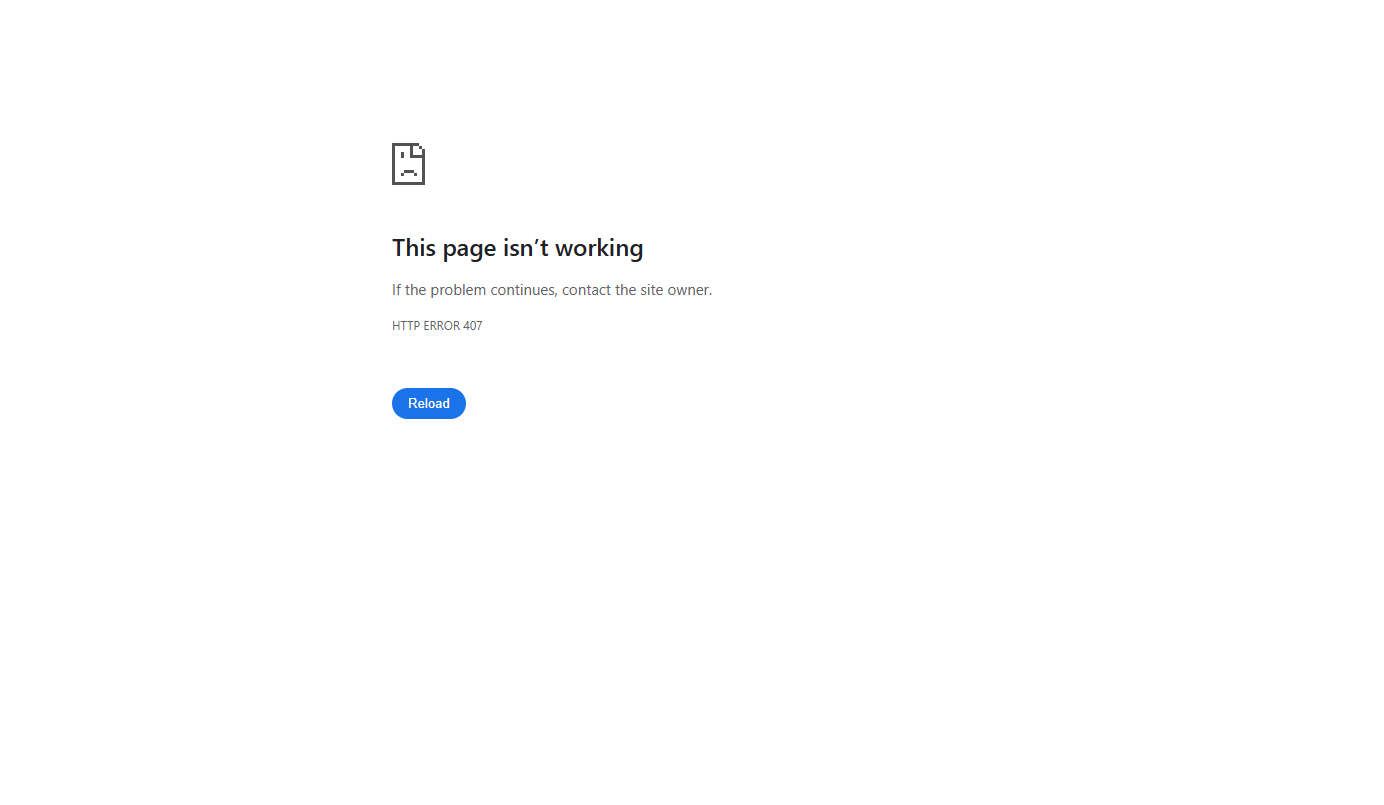 This page isn’t working
If the problem continues, contact the site owner.
HTTP ERROR 407
Reload